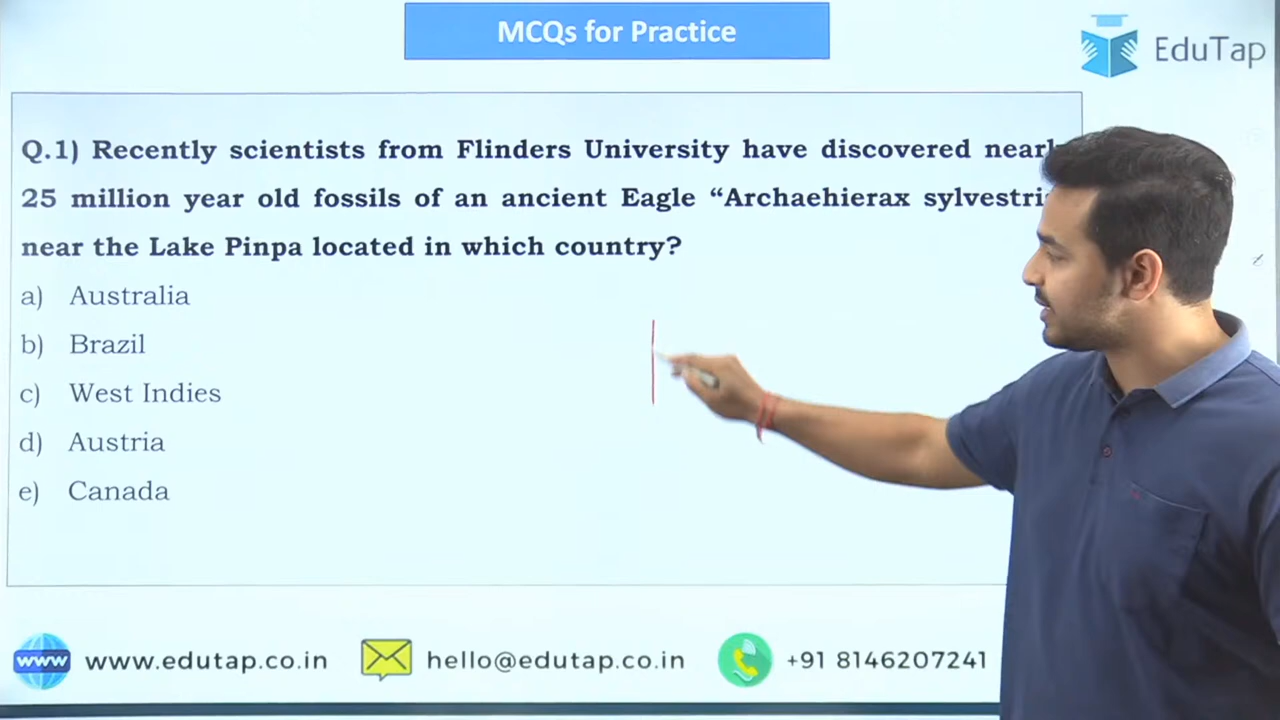 MCQs for Practice
EduTap
Q.1) Recently scientists from Flinders University have discovered
25 million year old fossils of an ancient Eagle “Archaehierax
near the Lake Pinpa located in which country?
a) Australia
b) Brazil
c) West Indies
d) Austria
e) Canada
www www.edutap.co.in hello@edutap.co.in +91 8146207241